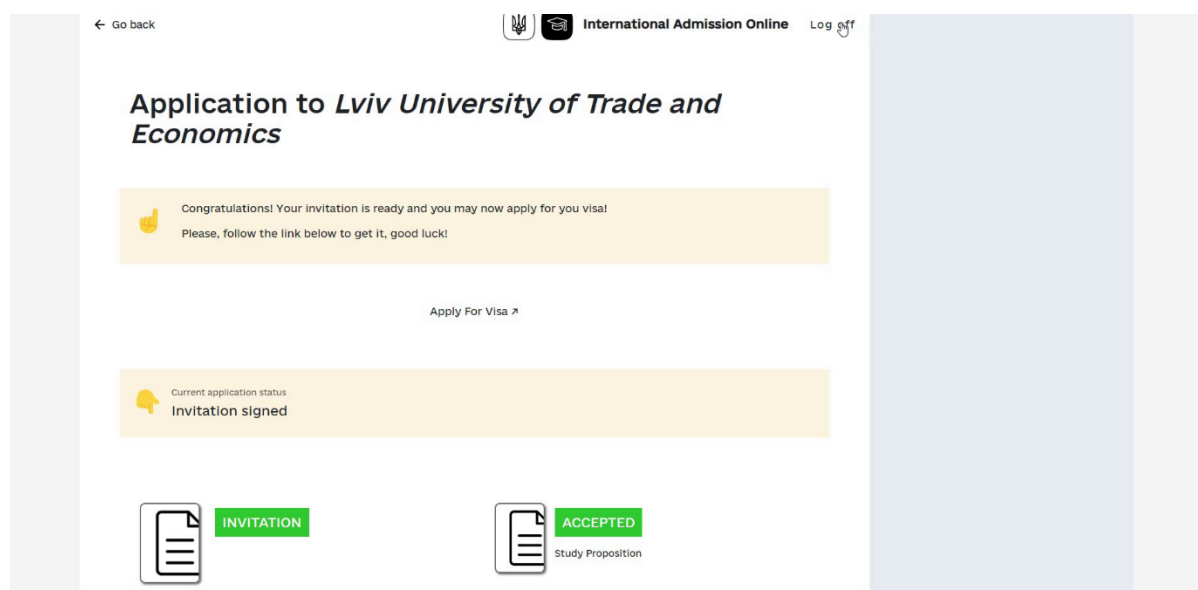 ← Go back
International Admission Online
Log off
Application to Lviv University of Trade and
Economics
Congratulations! Your invitation is ready and you may now apply for you visa!
Please, follow the link below to get it, good luck!
Apply For Visa ↗
Current application status
Invitation signed
INVITATION
ACCEPTED
Study Proposition